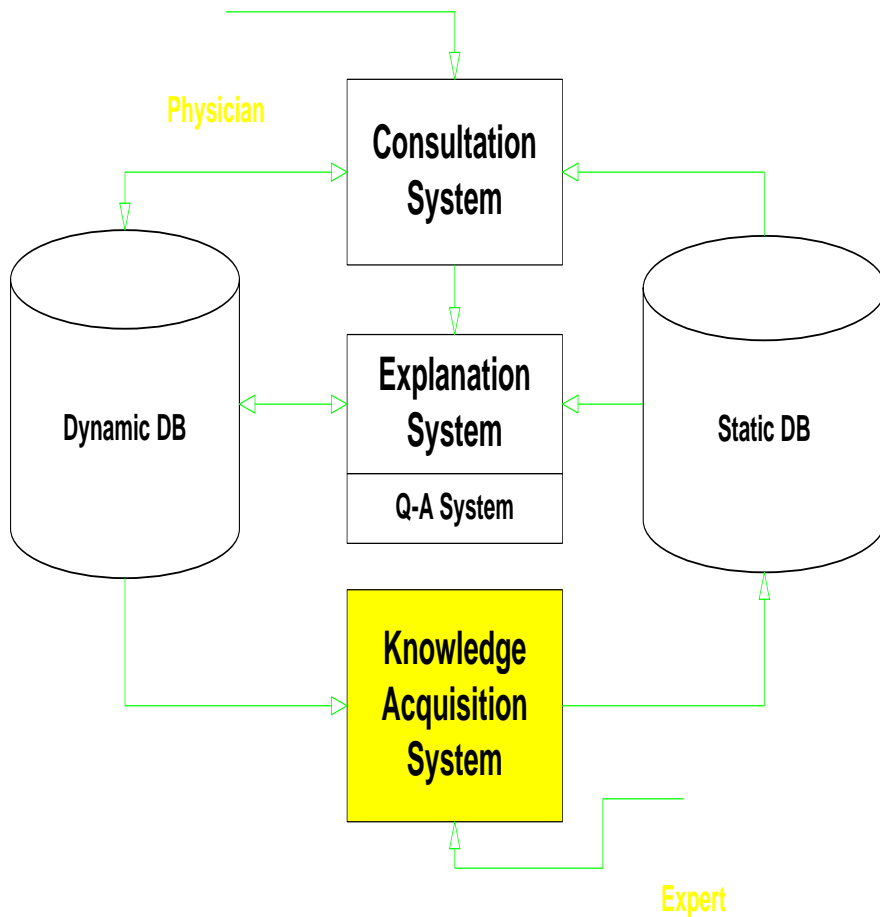 Physician
Consultation
System
Explanation
System
Dynamic DB
Static DB
Q-A System
Knowledge
Acquisition
System
Expert